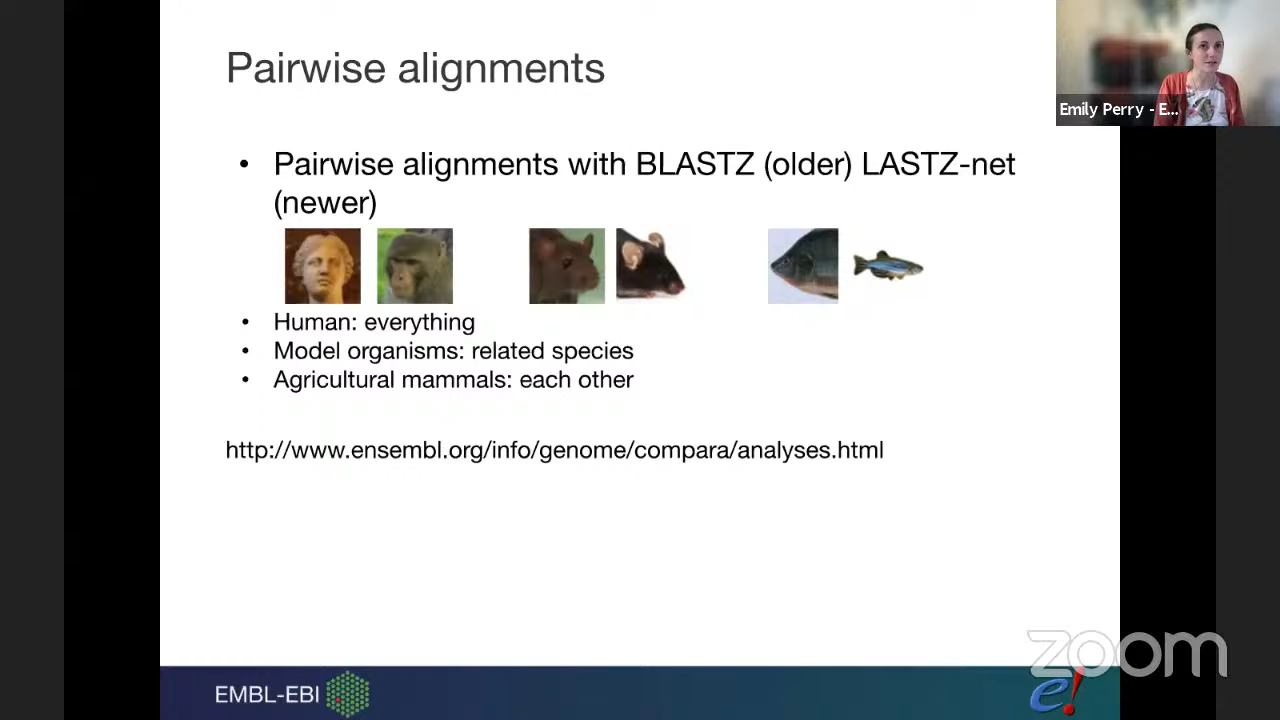 Pairwise alignments
Emily Perry - E...
• Pairwise alignments with BLASTZ (older) LASTZ-net
(newer)
• Human: everything
• Model organisms: related species
• Agricultural mammals: each other
http://www.ensembl.org/info/genome/compara/analyses.html
zoom
EMBL-EBI
e!